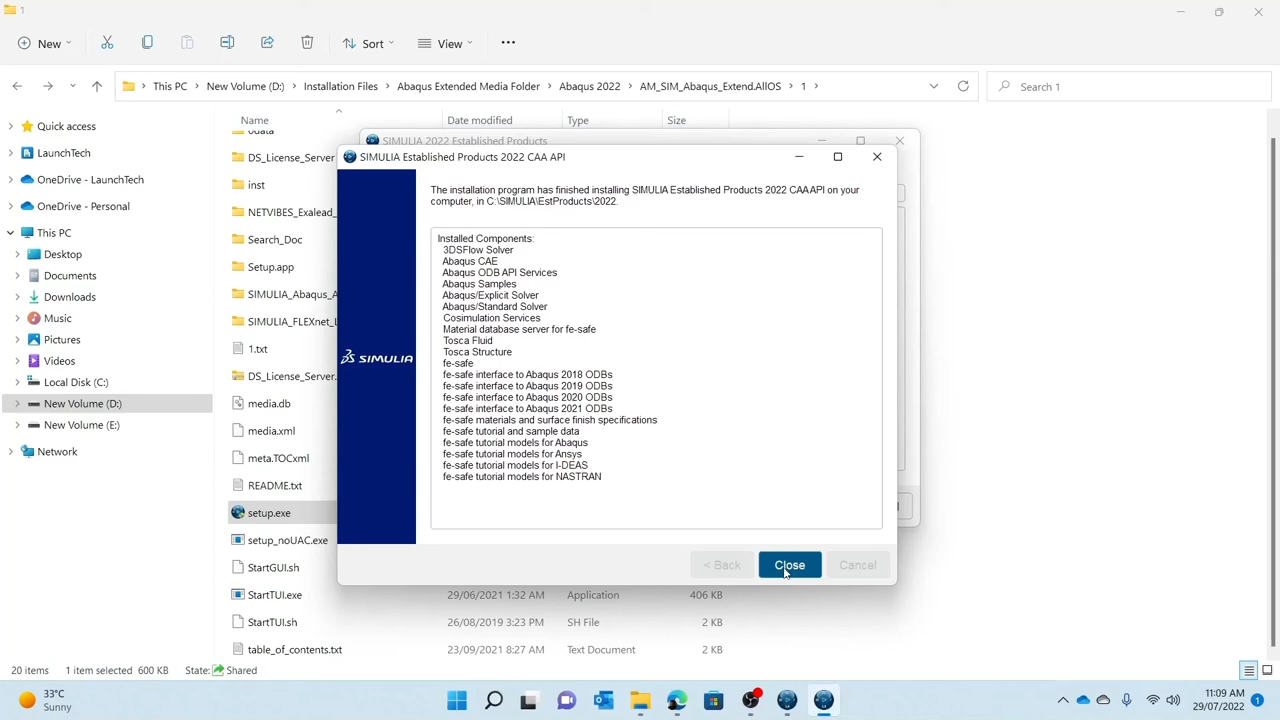 1
New
Sort
View
This PC > New Volume (D:) > Installation Files > Abaqus Extended Media Folder > Abaqus 2022 > AM_SIM_Abaqus_Extend.AllOS > 1 >
Search 1
Name
Date modified
Type
Size
Quick access
LaunchTech
OneDrive - LaunchTech
OneDrive - Personal
This PC
Desktop
Documents
Downloads
Music
Pictures
Videos
Local Disk (C:)
New Volume (D:)
New Volume (E:)
Network
DS_License_Server
inst
NETVIBES_Exalead_
Search_Doc
Setup.app
SIMULIA_Abaqus_A
SIMULIA_FLEXnet_L
1.txt
DS_License_Server.
media.db
media.xml
meta.TOCxml
README.txt
setup.exe
setup_noUAC.exe
StartGUI.sh
StartTUI.exe 29/06/2021 1:32 AM Application 406 KB
StartTUI.sh 26/08/2019 3:23 PM SH File 2 KB
table_of_contents.txt 23/09/2021 8:27 AM Text Document 2 KB
SIMULIA 2022 Established Products
SIMULIA Established Products 2022 CAA API
The installation program has finished installing SIMULIA Established Products 2022 CAA API on your
computer, in C:\SIMULIA\EstProducts\2022.
Installed Components:
3DSFlow Solver
Abaqus CAE
Abaqus ODB API Services
Abaqus Samples
Abaqus/Explicit Solver
Abaqus/Standard Solver
Cosimulation Services
Material database server for fe-safe
Tosca Fluid
Tosca Structure
fe-safe
fe-safe interface to Abaqus 2018 ODBs
fe-safe interface to Abaqus 2019 ODBs
fe-safe interface to Abaqus 2020 ODBs
fe-safe interface to Abaqus 2021 ODBs
fe-safe materials and surface finish specifications
fe-safe tutorial and sample data
fe-safe tutorial models for Abaqus
fe-safe tutorial models for Ansys
fe-safe tutorial models for I-DEAS
fe-safe tutorial models for NASTRAN
SIMULIA
< Back
Close
Cancel
20 items 1 item selected 600 KB State: Shared
33°C
Sunny
11:09 AM
29/07/2022
1